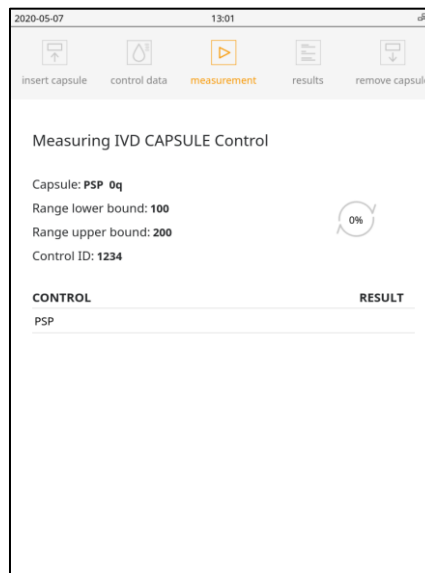 2020-05-07 13:01
insert capsule control data measurement results remove capsule
Measuring IVD CAPSULE Control
Capsule: PSP 0q
Range lower bound: 100
0%
Range upper bound: 200
Control ID: 1234
CONTROL RESULT
PSP